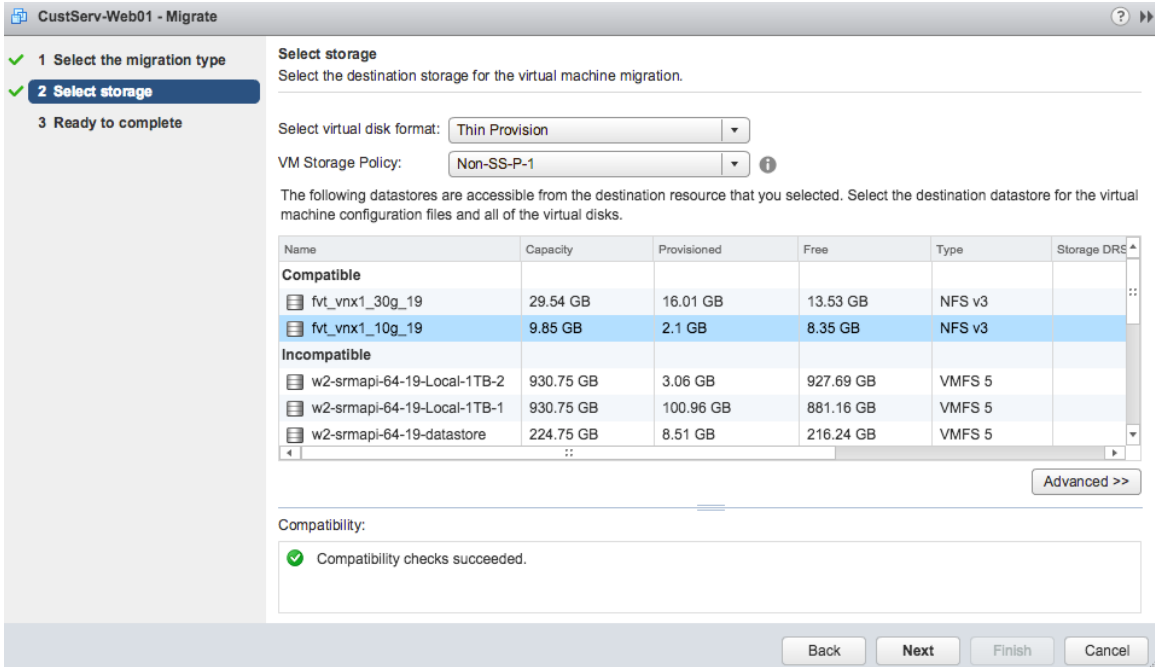 CustServ-Web01 - Migrate
1 Select the migration type
2 Select storage
3 Ready to complete
Select storage
Select the destination storage for the virtual machine migration.
Select virtual disk format: Thin Provision
VM Storage Policy: Non-SS-P-1
The following datastores are accessible from the destination resource that you selected. Select the destination datastore for the virtual
machine configuration files and all of the virtual disks.
Name Capacity Provisioned Free Type Storage DRS
Compatible
fvt_vnx1_30g_19 29.54 GB 16.01 GB 13.53 GB NFS v3
fvt_vnx1_10g_19 9.85 GB 2.1 GB 8.35 GB NFS v3
Incompatible
w2-srmapi-64-19-Local-1TB-2 930.75 GB 3.06 GB 927.69 GB VMFS 5
w2-srmapi-64-19-Local-1TB-1 930.75 GB 100.96 GB 881.16 GB VMFS 5
w2-srmapi-64-19-datastore 224.75 GB 8.51 GB 216.24 GB VMFS 5
Advanced >>
Compatibility:
Compatibility checks succeeded.
Back Next Finish Cancel